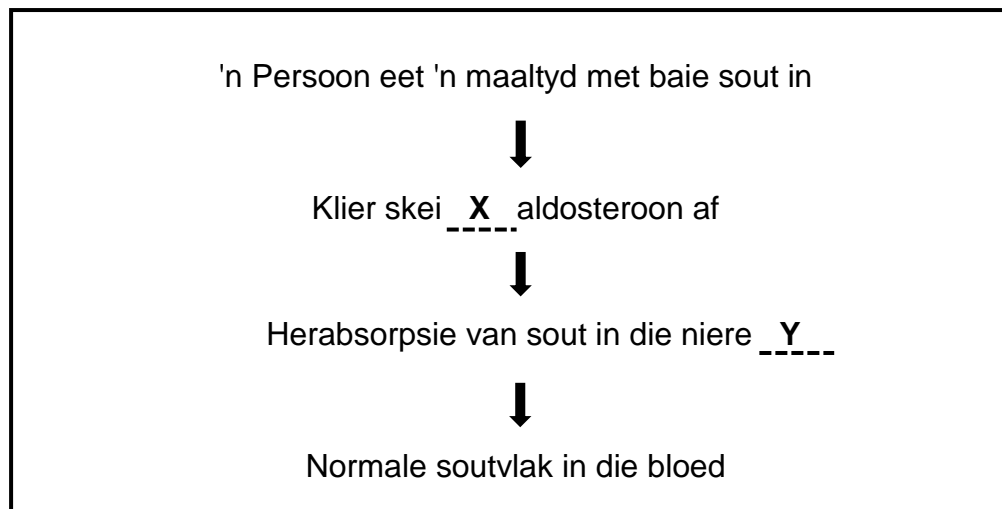 'n Persoon eet 'n maaltyd met baie sout in
Klier skei X aldosteroon af
Herabsorpsie van sout in die niere Y
Normale soutvlak in die bloed